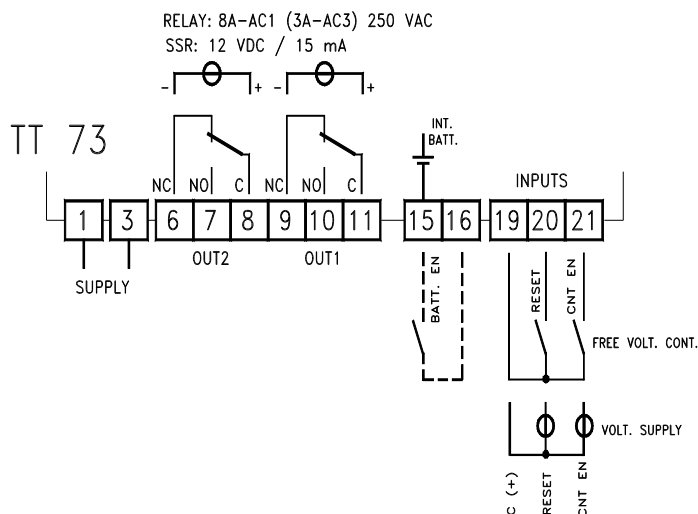 RELAY: 8A-AC1 (3A-AC3) 250 VAC
SSR: 12 VDC / 15 mA
- + - +
TT 73
INT.
BATT.
NC NO C NC NO C
INPUTS
1 3 6 7 8 9 10 11 15 16 19 20 21
SUPPLY
OUT2 OUT1
BATT. EN
RESET
CNT EN
FREE VOLT. CONT.
VOLT. SUPPLY
C (+)
RESET
CNT EN